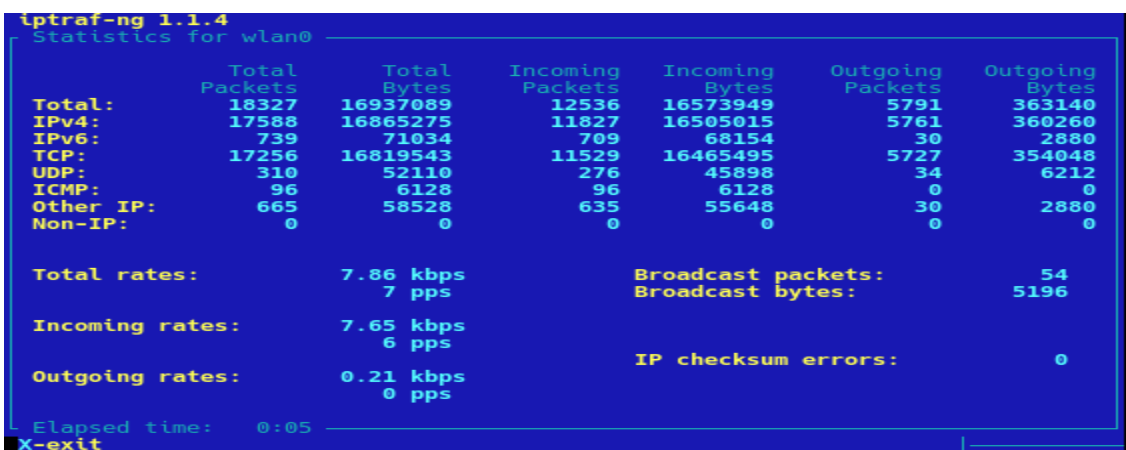 iptraf-ng 1.1.4
Statistics for wlan0
Total Total Incoming Incoming Outgoing Outgoing
Packets Bytes Packets Bytes Packets Bytes
Total: 18327 16937089 12536 16573949 5791 363140
IPv4: 17588 16865275 11827 16505015 5761 360260
IPv6: 739 71034 709 68154 30 2880
TCP: 17256 16819543 11529 16465495 5727 354048
UDP: 310 52110 276 45898 34 6212
ICMP: 96 6128 96 6128 0 0
Other IP: 665 58528 635 55648 30 2880
Non-IP: 0 0 0 0 0 0
Total rates: 7.86 kbps Broadcast packets: 54
7 pps Broadcast bytes: 5196
Incoming rates: 7.65 kbps
6 pps
IP checksum errors: 0
Outgoing rates: 0.21 kbps
0 pps
Elapsed time: 0:05
X-exit